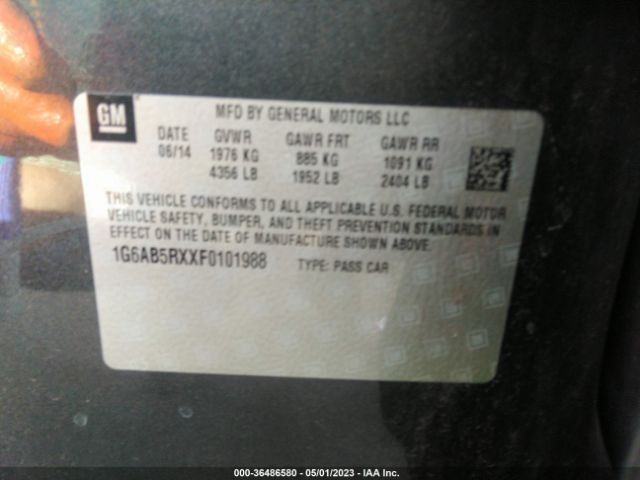 GM
MFD BY GENERAL MOTORS LLC
DATE GVWR GAWR FRT GAWR RR
06/14 1976 KG 885 KG 1091 KG
4356 LB 1952 LB 2404 LB
THIS VEHICLE CONFORMS TO ALL APPLICABLE U.S. FEDERAL MOTOR
VEHICLE SAFETY, BUMPER, AND THEFT PREVENTION STANDARDS IN
EFFECT ON THE DATE OF MANUFACTURE SHOWN ABOVE.
1G6AB5RXXF0101988 TYPE: PASS CAR
000-36486580 - 05/01/2023 - IAA Inc.